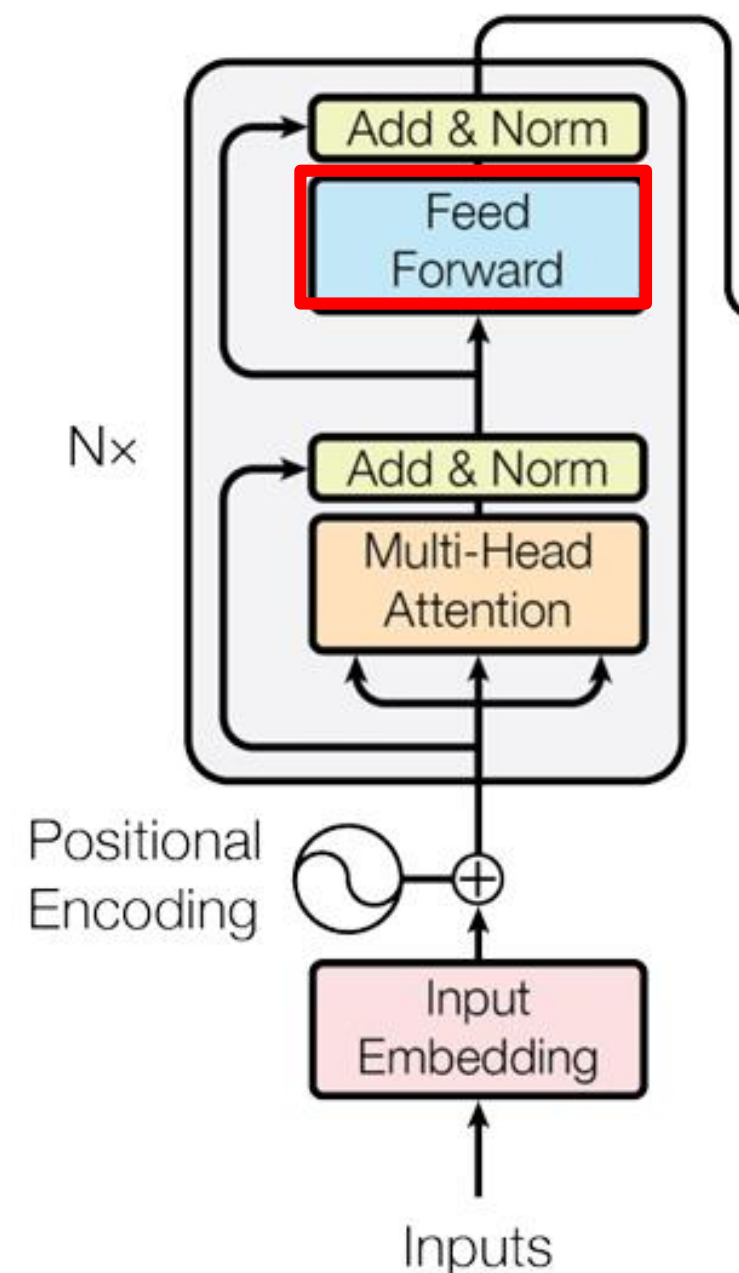 Add & Norm
Feed
Forward
Nx
Add & Norm
Multi-Head
Attention
Positional
Encoding
Input
Embedding
Inputs